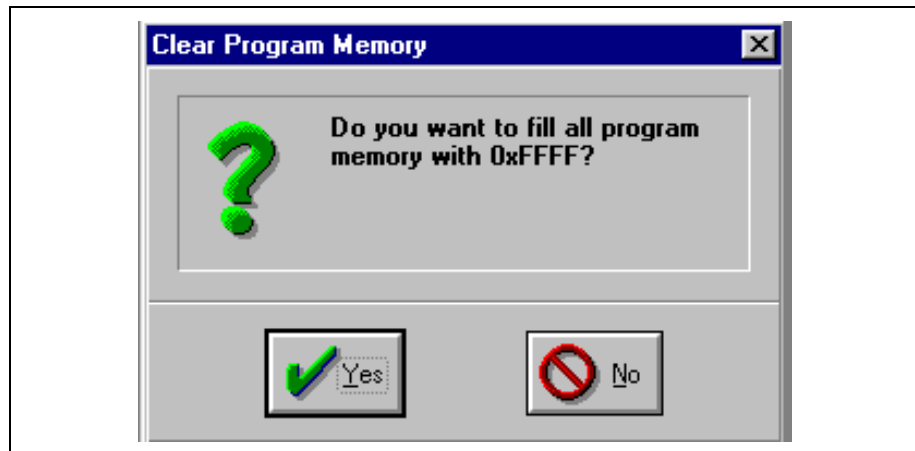 Clear Program Memory
Do you want to fill all program
memory with 0xFFFF?
Yes
No